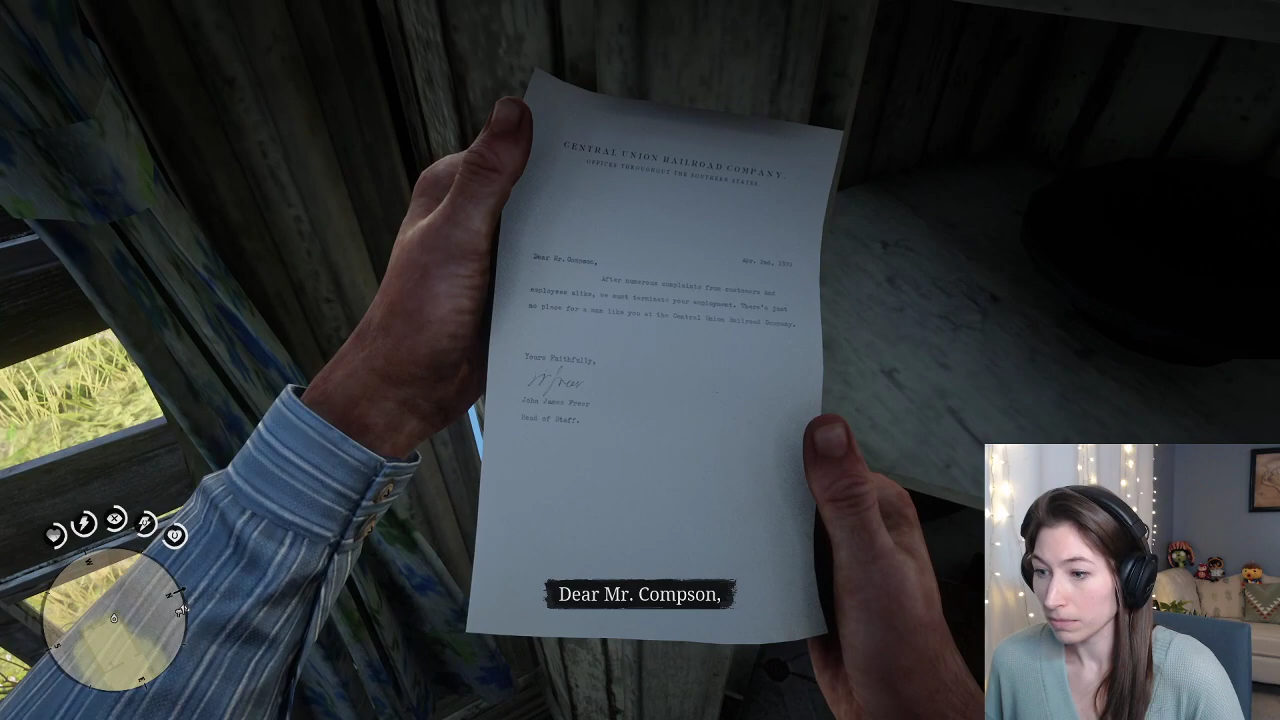 CENTRAL UNION RAILROAD COMPANY.
OFFICES THROUGHOUT THE SOUTHERN STATES
Dear Mr. Compson,
Apr. 2nd,
After numerous complaints from customers and
employees alike, we must terminate your employment. There's just
no place for a man like you at the Central Union Railroad Company.
Yours Faithfully,
John James Freer
Head of Staff.
Dear Mr. Compson,